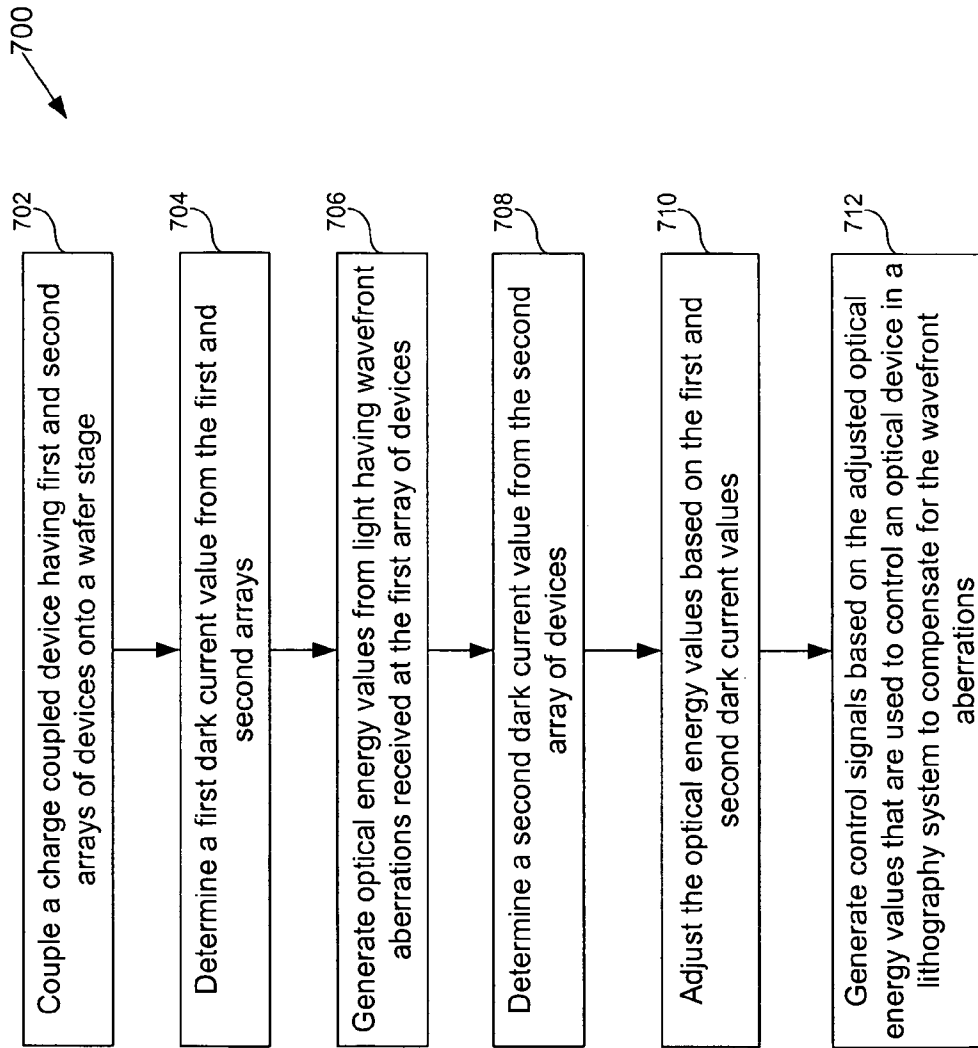 700
702
Couple a charge coupled device having first and second
arrays of devices onto a wafer stage
704
Determine a first dark current value from the first and
second arrays
706
Generate optical energy values from light having wavefront
aberrations received at the first array of devices
708
Determine a second dark current value from the second
array of devices
710
Adjust the optical energy values based on the first and
second dark current values
712
Generate control signals based on the adjusted optical
energy values that are used to control an optical device in a
lithography system to compensate for the wavefront
aberrations